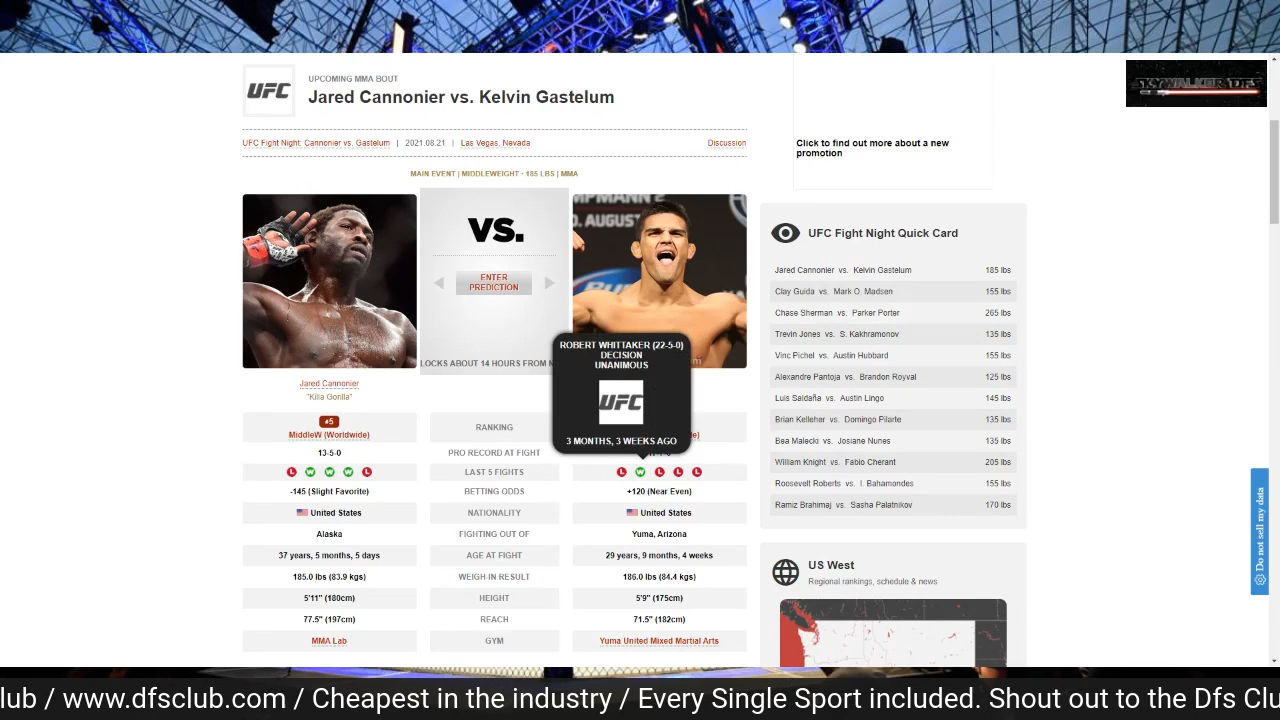 UFC
UPCOMING MMA BOUT
Jared Cannonier vs. Kelvin Gastelum
UFC Fight Night: Cannonier vs. Gastelum | 2021.08.21 | Las Vegas, Nevada
Discussion
MAIN EVENT | MIDDLEWEIGHT · 185 LBS | MMA
VS.
ENTER
PREDICTION
LOCKS ABOUT 14 HOURS FROM
MPMANN 2
0. AUGUST
ROBERT WHITTAKER (22-5-0)
DECISION
UNANIMOUS
UFC
3 MONTHS, 3 WEEKS AGO
Jared Cannonier
"Killa Gorilla"
#5
MiddleW (Worldwide)
RANKING
13-5-0
PRO RECORD AT FIGHT
L W W W L
LAST 5 FIGHTS
L W L L L
-145 (Slight Favorite)
BETTING ODDS
+120 (Near Even)
United States
NATIONALITY
United States
Alaska
FIGHTING OUT OF
Yuma, Arizona
37 years, 5 months, 5 days
AGE AT FIGHT
29 years, 9 months, 4 weeks
185.0 lbs (83.9 kgs)
WEIGH-IN RESULT
186.0 lbs (84.4 kgs)
5'11" (180cm)
HEIGHT
5'9" (175cm)
77.5" (197cm)
REACH
71.5" (182cm)
MMA Lab
GYM
Yuma United Mixed Martial Arts
SKYWALKER DFS
Click to find out more about a new
promotion
UFC Fight Night Quick Card
Jared Cannonier vs. Kelvin Gastelum 185 lbs
Clay Guida vs. Mark O. Madsen 155 lbs
Chase Sherman vs. Parker Porter 265 lbs
Trevin Jones vs. S. Kakhramonov 135 lbs
Vinc Pichel vs. Austin Hubbard 155 lbs
Alexandre Pantoja vs. Brandon Royval 125 lbs
Luis Saldaña vs. Austin Lingo 145 lbs
Brian Kelleher vs. Domingo Pilarte 135 lbs
Bea Malecki vs. Josiane Nunes 135 lbs
William Knight vs. Fabio Cherant 205 lbs
Roosevelt Roberts vs. I. Bahamondes 155 lbs
Ramiz Brahimaj vs. Sasha Palatnikov 170 lbs
US West
Regional rankings, schedule & news
Do not sell my data
lub / www.dfsclub.com / Cheapest in the industry / Every Single Sport included. Shout out to the Dfs Clu